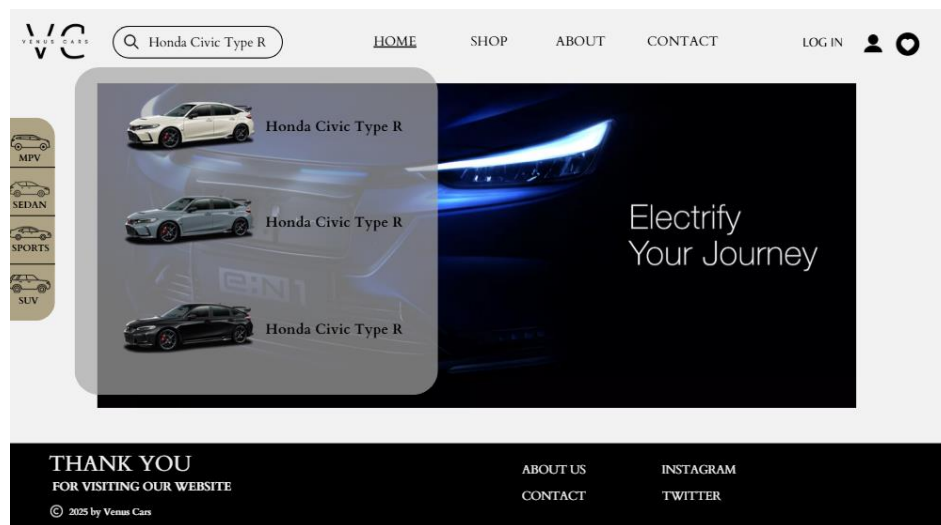 VC
VENUS CARS
Honda Civic Type R
HOME
SHOP
ABOUT
CONTACT
LOG IN
MPV
SEDAN
SPORTS
SUV
Honda Civic Type R
Honda Civic Type R
Honda Civic Type R
e:N1
Electrify
Your Journey
THANK YOU
FOR VISITING OUR WEBSITE
© 2025 by Venus Cars
ABOUT US
CONTACT
INSTAGRAM
TWITTER